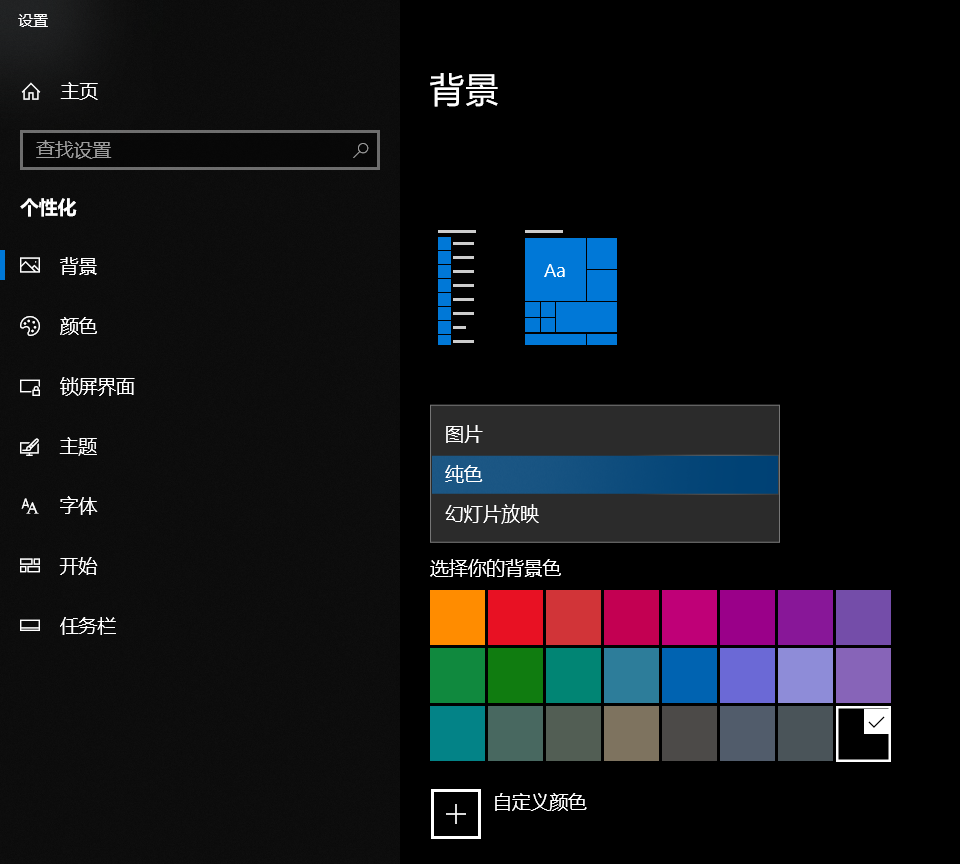 设置
主页
查找设置
个性化
背景
颜色
锁屏界面
主题
字体
开始
任务栏
背景
Aa
图片
纯色
幻灯片放映
选择你的背景色
自定义颜色